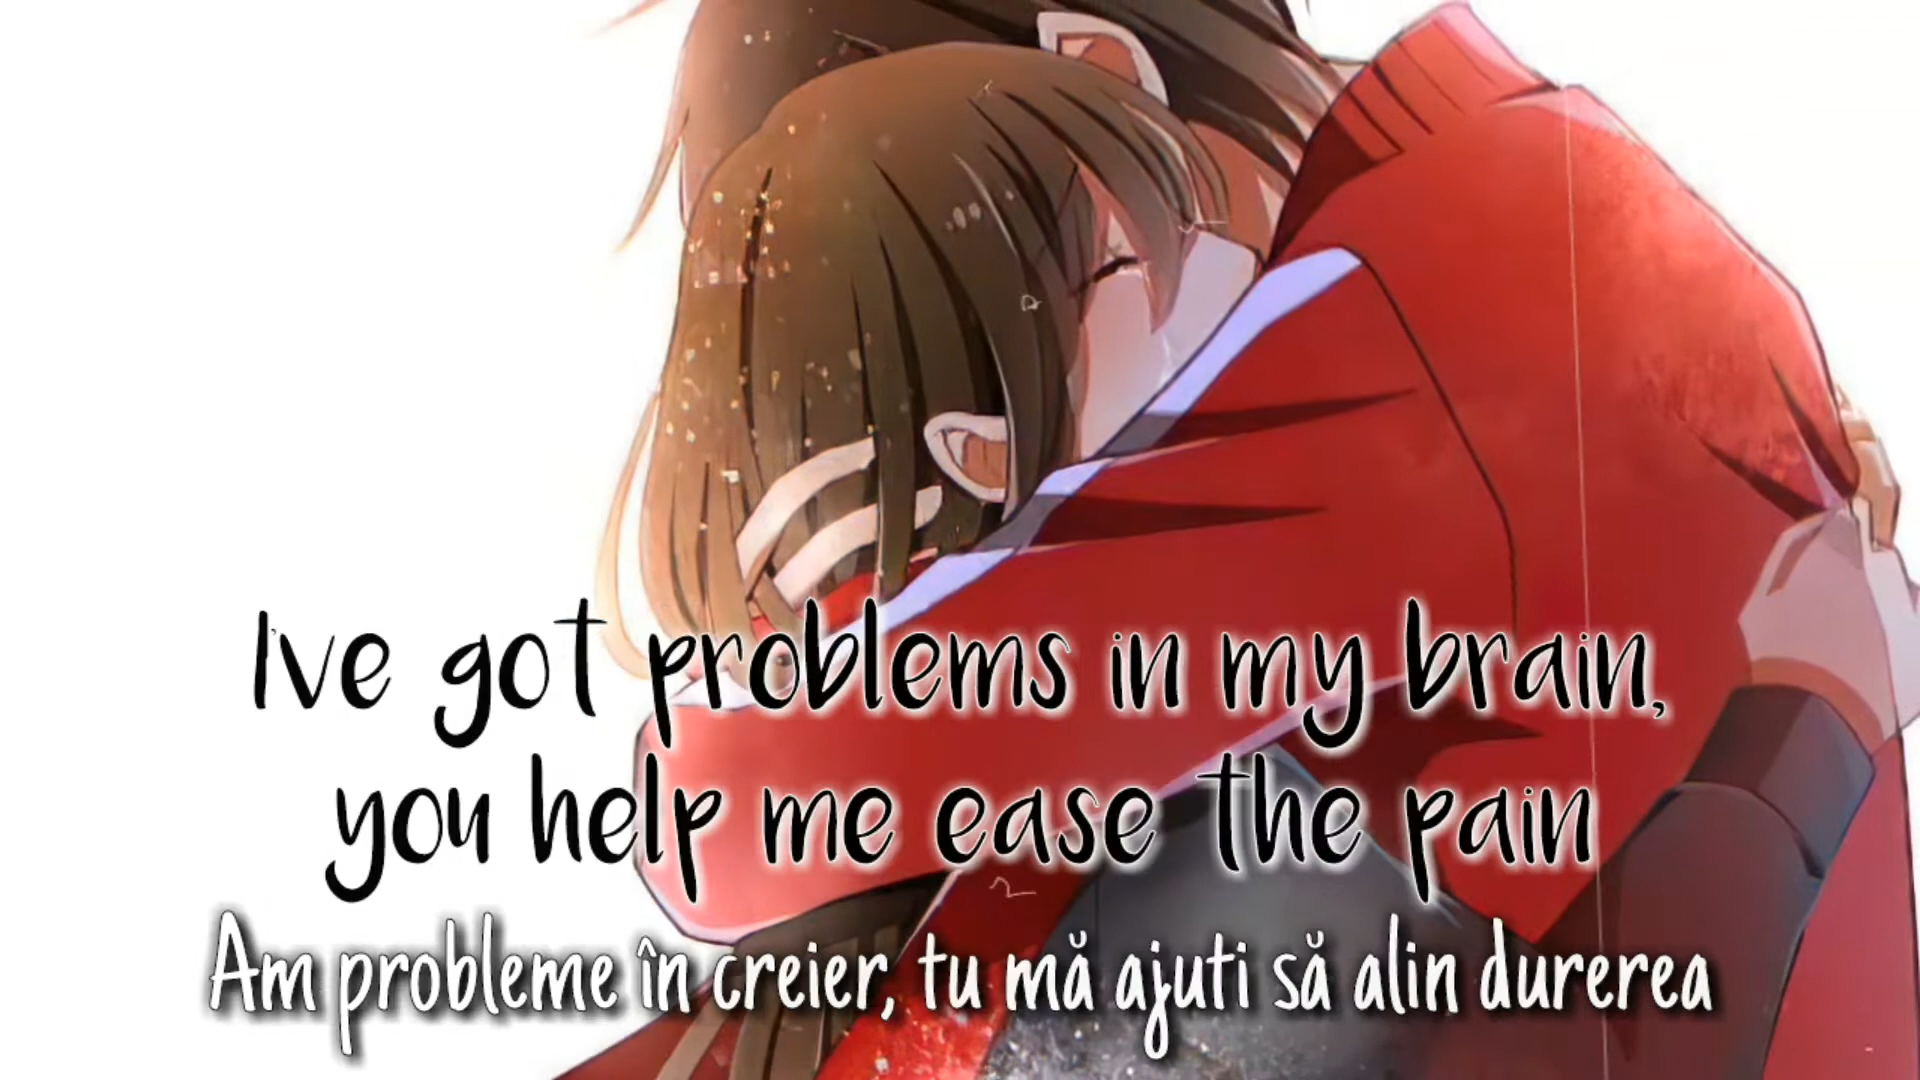 I've got problems in my brain,
you help me ease the pain
Am probleme în creier, tu mă ajuti să alin durerea